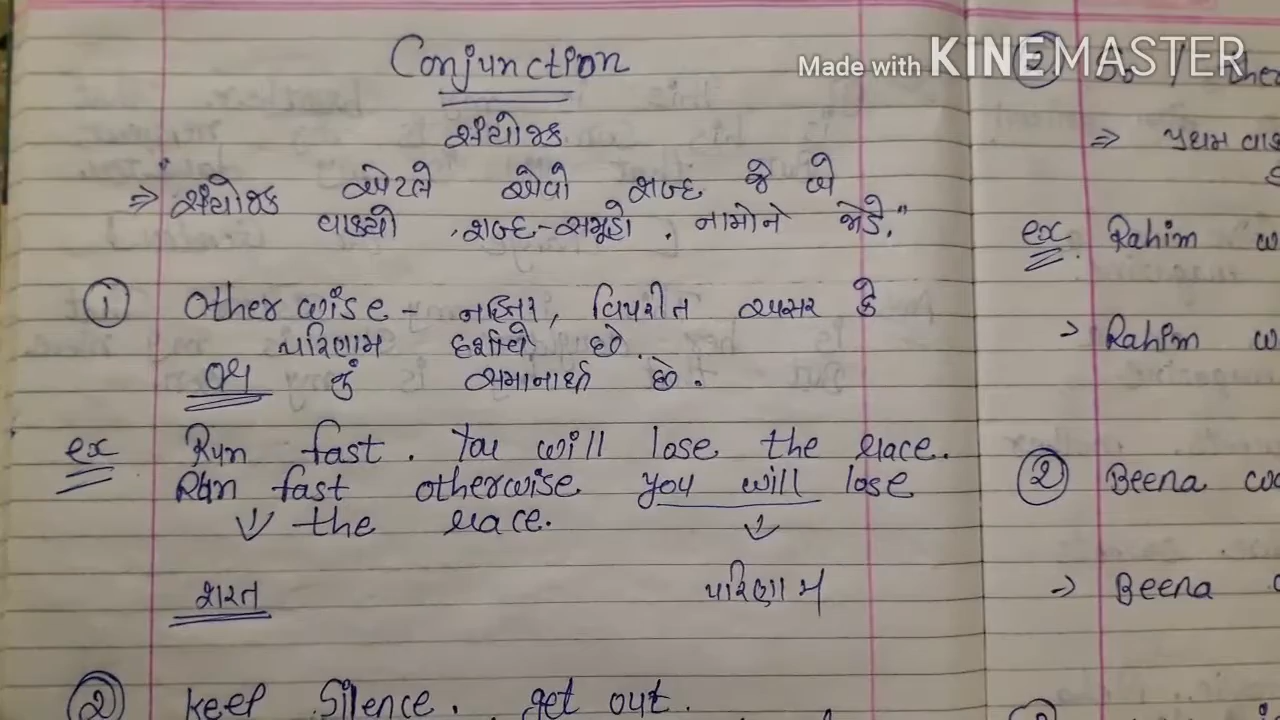 Conjunction
સંયોજક
⇒ સંયોજક એટલે એવો શબ્દ જે બે
વાક્યો, શબ્દ-સમૂહો, નામોને જોડે."
① Otherwise - નહિતર, વિપરીત અસર કે
પરિણામ દર્શાવે છે.
નું સમાનાર્થી છે.
ex Run fast. You will lose the race.
Run fast otherwise you will lose
the race.
શરત પરિણામ
② Keep Silence. get out.
② So /
⇒ પ્રથમ વાક
ex Rahim w
→ Rahim w
② Beena
→ Beena
Made with KINEMASTER